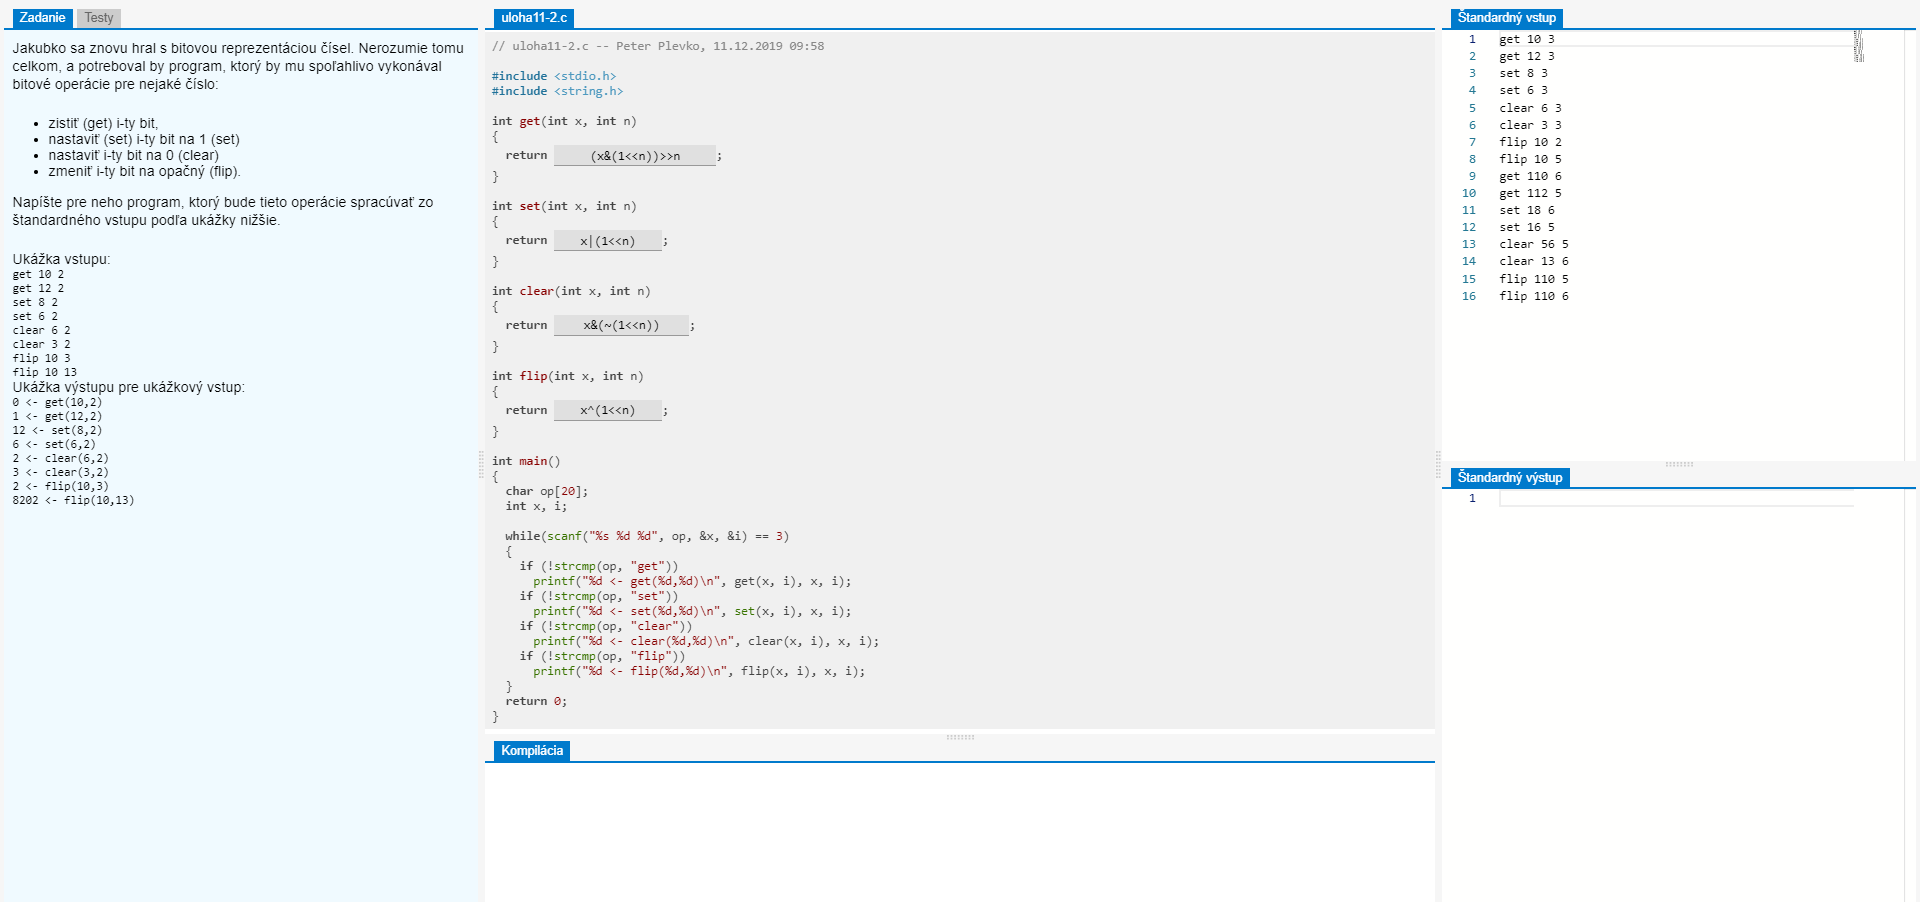 Zadanie Testy
Jakubko sa znovu hral s bitovou reprezentáciou čísel. Nerozumie tomu
celkom, a potreboval by program, ktorý by mu spoľahlivo vykonával
bitové operácie pre nejaké číslo:
• zistiť (get) i-ty bit,
• nastaviť (set) i-ty bit na 1 (set)
• nastaviť i-ty bit na 0 (clear)
• zmeniť i-ty bit na opačný (flip).
Napíšte pre neho program, ktorý bude tieto operácie spracúvať zo
štandardného vstupu podľa ukážky nižšie.
Ukážka vstupu:
get 10 2
get 12 2
set 8 2
set 6 2
clear 6 2
clear 3 2
flip 10 3
flip 10 13
Ukážka výstupu pre ukážkový vstup:
0 <- get(10,2)
1 <- get(12,2)
12 <- set(8,2)
6 <- set(6,2)
2 <- clear(6,2)
3 <- clear(3,2)
2 <- flip(10,3)
8202 <- flip(10,13)
uloha11-2.c
// uloha11-2.c -- Peter Plevko, 11.12.2019 09:58
#include <stdio.h>
#include <string.h>
int get(int x, int n)
{
return (x&(1<<n))>>n ;
}
int set(int x, int n)
{
return x|(1<<n) ;
}
int clear(int x, int n)
{
return x&(~(1<<n)) ;
}
int flip(int x, int n)
{
return x^(1<<n) ;
}
int main()
{
char op[20];
int x, i;
while(scanf("%s %d %d", op, &x, &i) == 3)
{
if (!strcmp(op, "get"))
printf("%d <- get(%d,%d)\n", get(x, i), x, i);
if (!strcmp(op, "set"))
printf("%d <- set(%d,%d)\n", set(x, i), x, i);
if (!strcmp(op, "clear"))
printf("%d <- clear(%d,%d)\n", clear(x, i), x, i);
if (!strcmp(op, "flip"))
printf("%d <- flip(%d,%d)\n", flip(x, i), x, i);
}
return 0;
}
Kompilácia
Štandardný vstup
1 get 10 3
2 get 12 3
3 set 8 3
4 set 6 3
5 clear 6 3
6 clear 3 3
7 flip 10 2
8 flip 10 5
9 get 110 6
10 get 112 5
11 set 18 6
12 set 16 5
13 clear 56 5
14 clear 13 6
15 flip 110 5
16 flip 110 6
Štandardný výstup
1